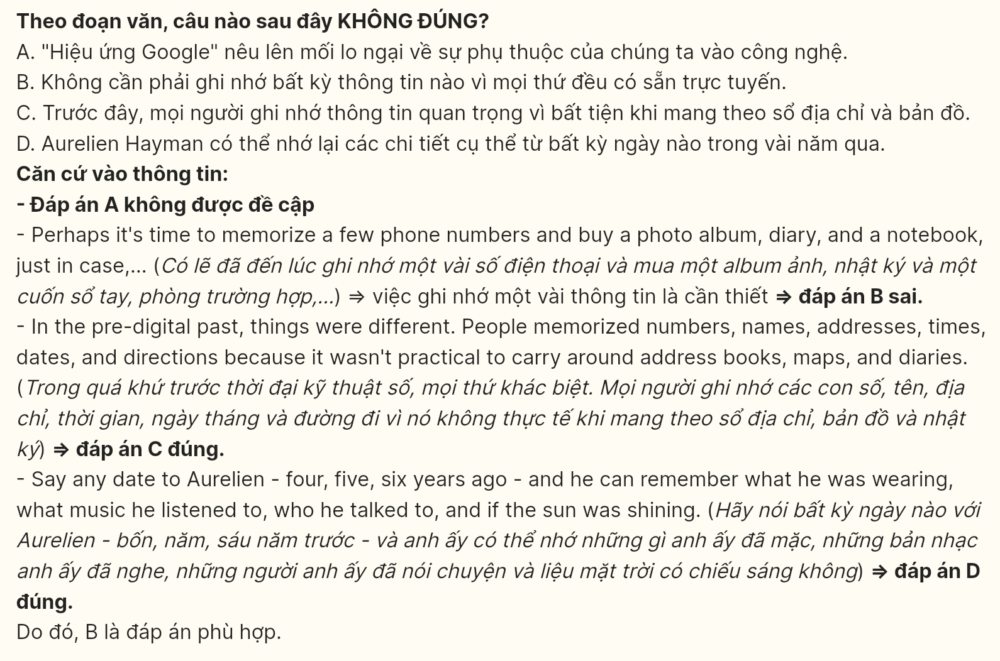 Theo đoạn văn, câu nào sau đây KHÔNG ĐÚNG?
A. "Hiệu ứng Google" nêu lên mối lo ngại về sự phụ thuộc của chúng ta vào công nghệ.
B. Không cần phải ghi nhớ bất kỳ thông tin nào vì mọi thứ đều có sẵn trực tuyến.
C. Trước đây, mọi người ghi nhớ thông tin quan trọng vì bất tiện khi mang theo sổ địa chỉ và bản đồ.
D. Aurelien Hayman có thể nhớ lại các chi tiết cụ thể từ bất kỳ ngày nào trong vài năm qua.
Căn cứ vào thông tin:
- Đáp án A không được đề cập
- Perhaps it's time to memorize a few phone numbers and buy a photo album, diary, and a notebook,
just in case,... (Có lẽ đã đến lúc ghi nhớ một vài số điện thoại và mua một album ảnh, nhật ký và một
cuốn sổ tay, phòng trường hợp,...) ⇒ việc ghi nhớ một vài thông tin là cần thiết ⇒ đáp án B sai.
- In the pre-digital past, things were different. People memorized numbers, names, addresses, times,
dates, and directions because it wasn't practical to carry around address books, maps, and diaries.
(Trong quá khứ trước thời đại kỹ thuật số, mọi thứ khác biệt. Mọi người ghi nhớ các con số, tên, địa
chỉ, thời gian, ngày tháng và đường đi vì nó không thực tế khi mang theo sổ địa chỉ, bản đồ và nhật
ký) ⇒ đáp án C đúng.
- Say any date to Aurelien - four, five, six years ago - and he can remember what he was wearing,
what music he listened to, who he talked to, and if the sun was shining. (Hãy nói bất kỳ ngày nào với
Aurelien - bốn, năm, sáu năm trước - và anh ấy có thể nhớ những gì anh ấy đã mặc, những bản nhạc
anh ấy đã nghe, những người anh ấy đã nói chuyện và liệu mặt trời có chiếu sáng không) ⇒ đáp án D
đúng.
Do đó, B là đáp án phù hợp.